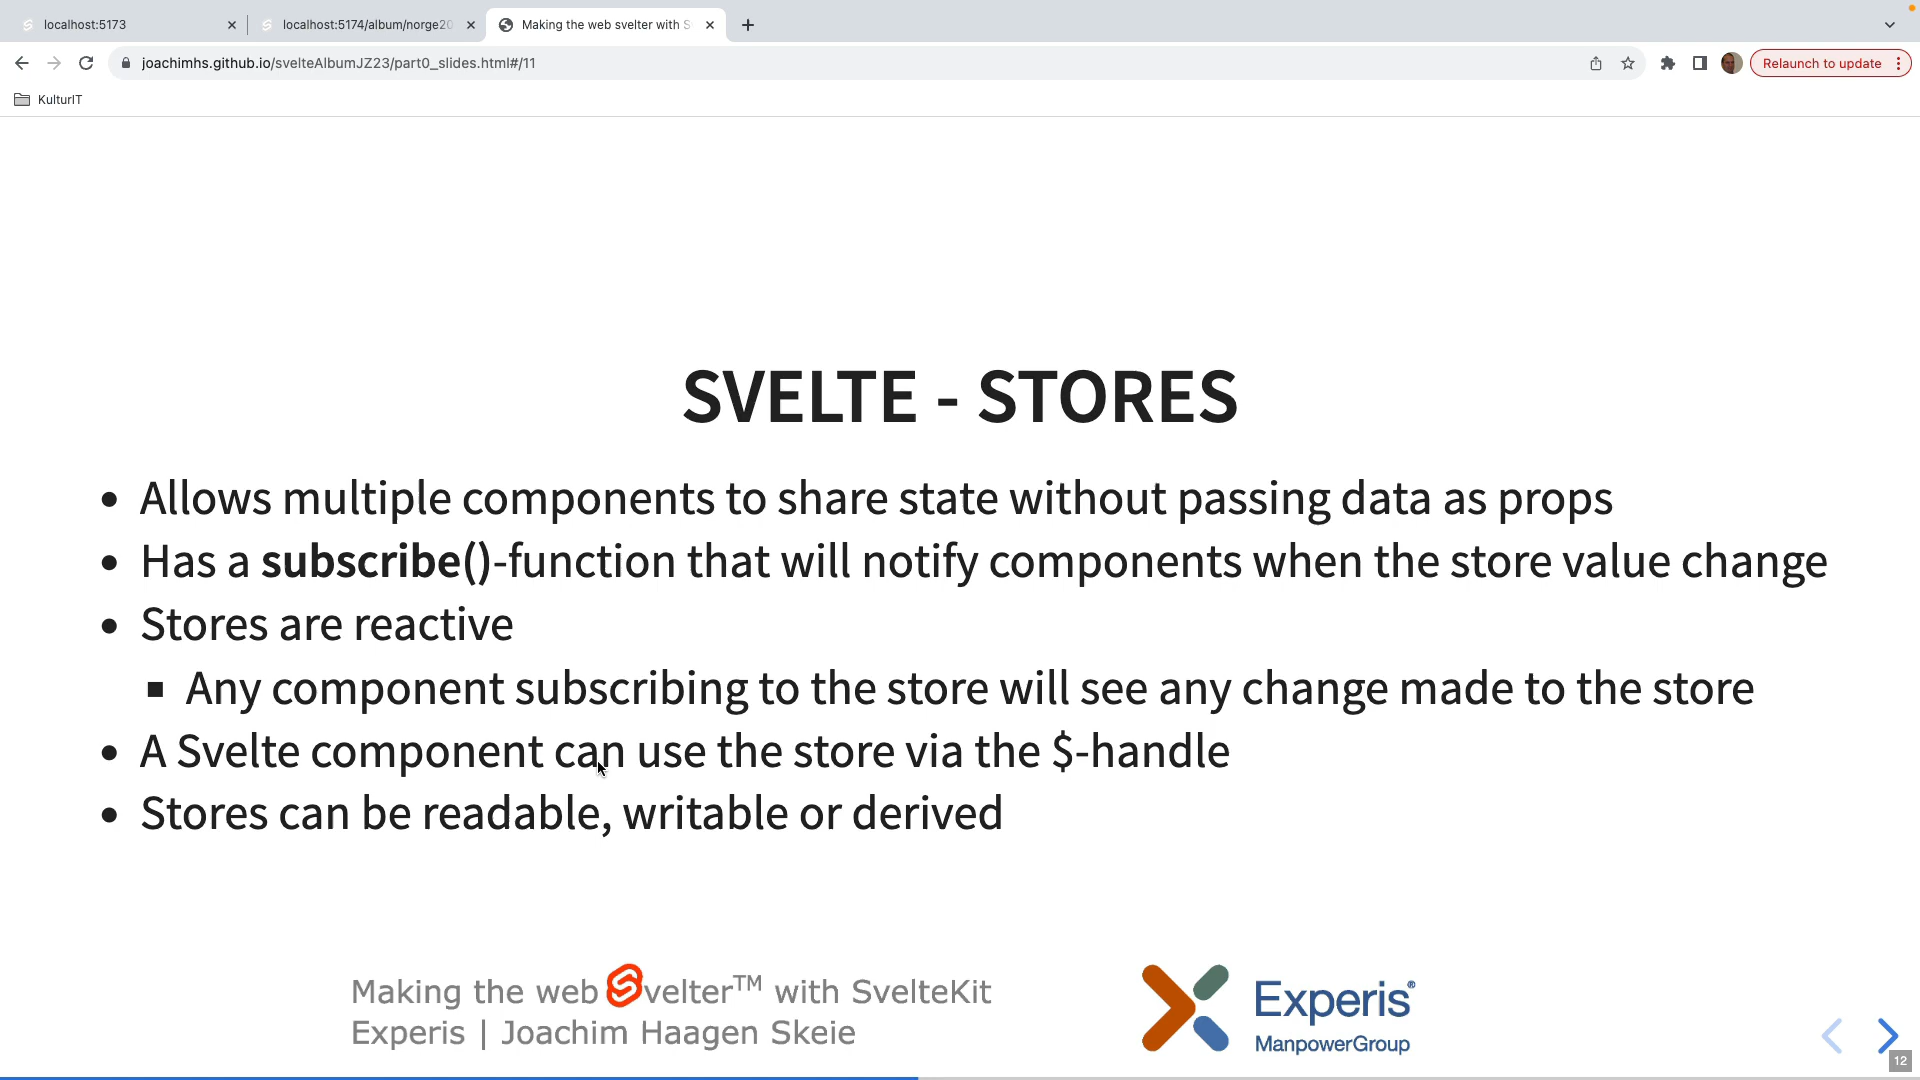 localhost:5173
localhost:5174/album/norge20
Making the web svelter with S
joachimhs.github.io/svelteAlbumJZ23/part0_slides.html#/11
Relaunch to update
KulturIT
SVELTE - STORES
Allows multiple components to share state without passing data as props
Has a subscribe()-function that will notify components when the store value change
Stores are reactive
Any component subscribing to the store will see any change made to the store
A Svelte component can use the store via the $-handle
Stores can be readable, writable or derived
Making the web Svelter™ with SvelteKit
Experis | Joachim Haagen Skeie
Experis®
ManpowerGroup
12